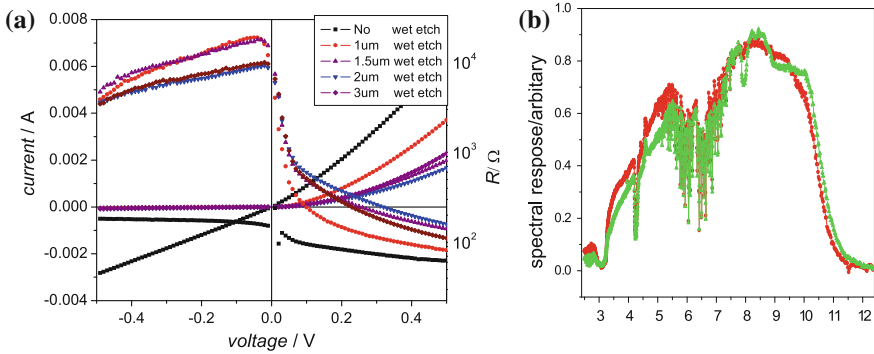 (a)
0.008
0.006
0.004
0.002
0.000
-0.002
-0.004
current / A
-0.4
-0.2
0.0
0.2
0.4
voltage / V
No wet etch
1um wet etch
1.5um wet etch
2um wet etch
3um wet etch
10^4
10^3
10^2
R/ Ω
(b)
1.0
0.8
0.6
0.4
0.2
0.0
spectral respose/arbitary
3 4 5 6 7 8 9 10 11 12